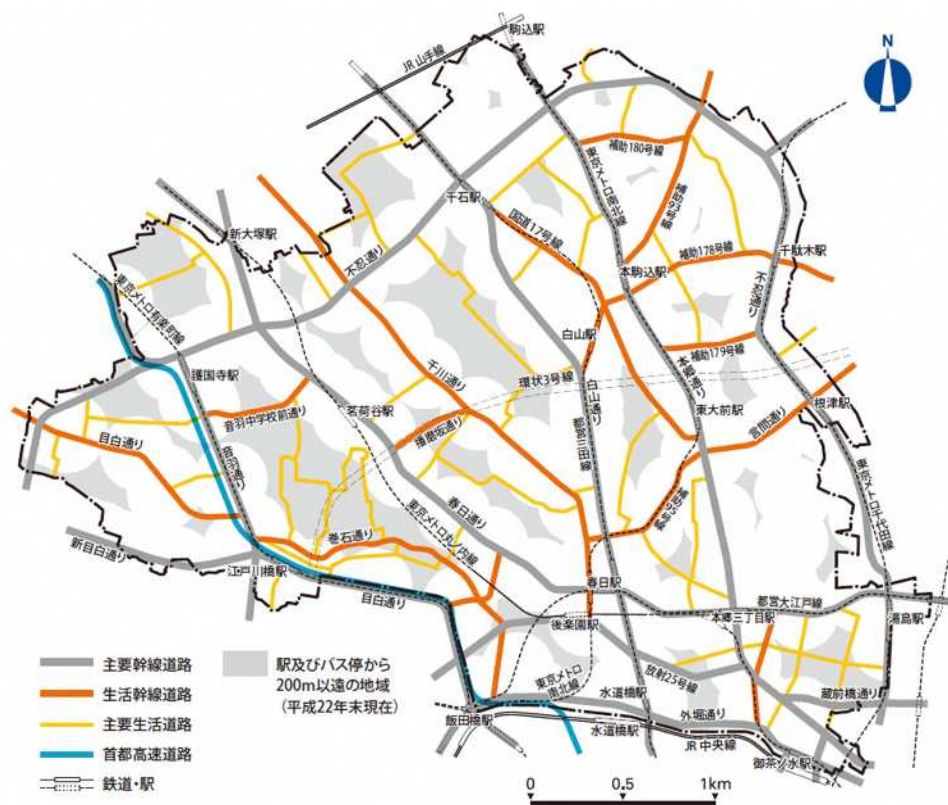 駒込駅
N
JR 山手線
東京メトロ南北線
補助180号線
千石駅
国道17号線
補助94号線
新大塚駅
不忍通り
本駒込駅
補助178号線
千駄木駅
不忍通り
東京メトロ有楽町線
白山駅
補助179号線
護国寺駅
千川通り
環状3号線
白山通り
本郷通り
音羽中学校前通り
茗荷谷駅
播磨坂通り
東大前駅
根津駅
言問通り
目白通り
音羽通り
都営三田線
春日通り
東京メトロ千代田線
巻石通り
東京メトロ丸ノ内線
新目白通り
江戸川橋駅
目白通り
春日駅
都営大江戸線
後楽園駅
本郷三丁目駅
湯島駅
放射25号線
東京メトロ
南北線
水道橋駅
蔵前橋通り
外堀通り
飯田橋駅
水道橋駅
JR 中央線
御茶ノ水駅
主要幹線道路
生活幹線道路
主要生活道路
首都高速道路
鉄道・駅
駅及びバス停から
200m以遠の地域
（平成22年末現在）
0 0.5 1km